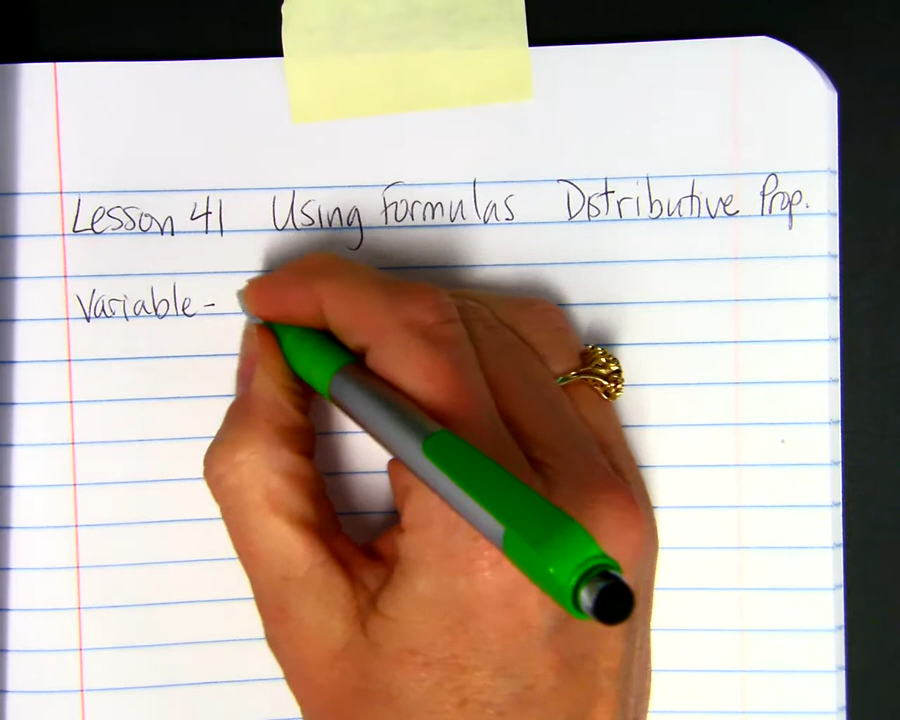 Lesson 41 Using Formulas Distributive Prop.
Variable -